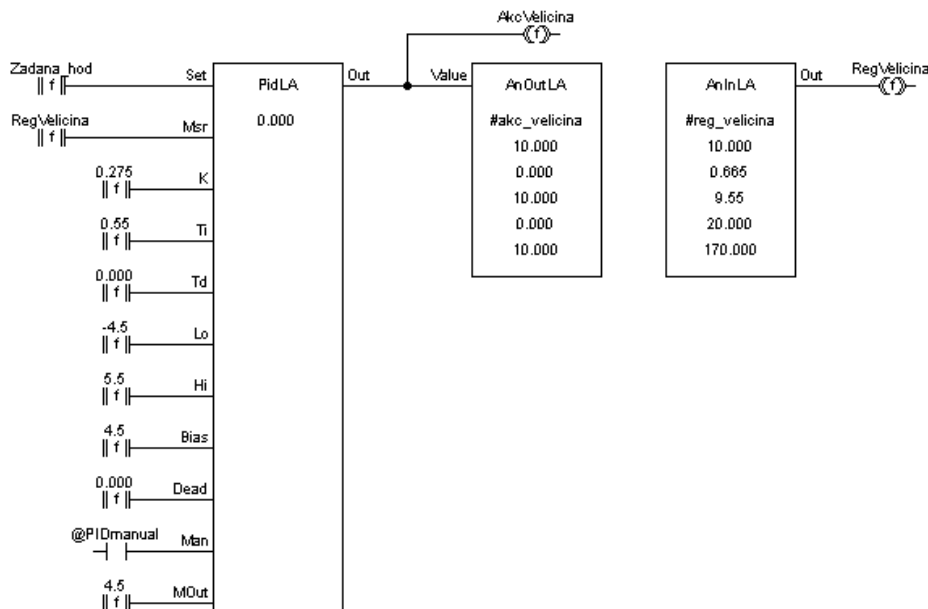 AkcVelicina
f
Zadana_hod
f
Set
PidLA
0.000
Out
Value
AnOutLA
#akc_velicina
10.000
0.000
10.000
0.000
10.000
AnInLA
#reg_velicina
10.000
0.665
9.55
20.000
170.000
Out
RegVelicina
f
RegVelicina
f
Msr
0.275
f
K
0.55
f
Ti
0.000
f
Td
-4.5
f
Lo
5.5
f
Hi
4.5
f
Bias
0.000
f
Dead
@PIDmanual
Man
4.5
f
MOut